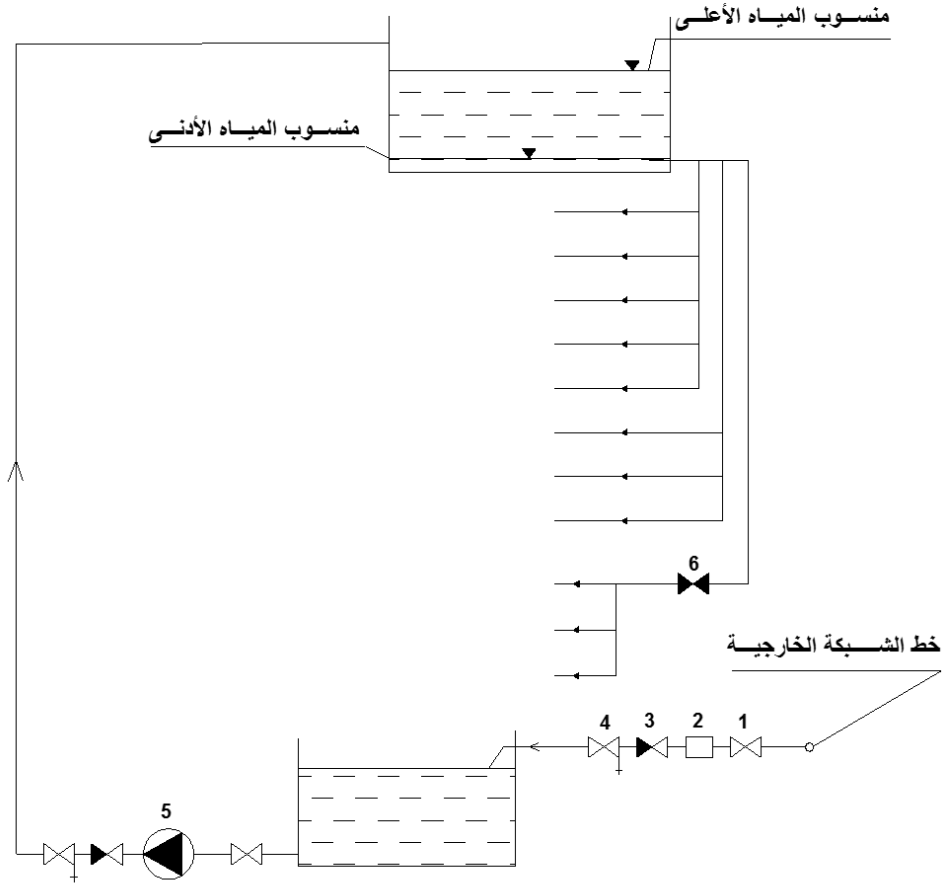 منسوب المياه الأعلى
منسوب المياه الأدنى
6
خط الشبكة الخارجية
4 3 2 1
5